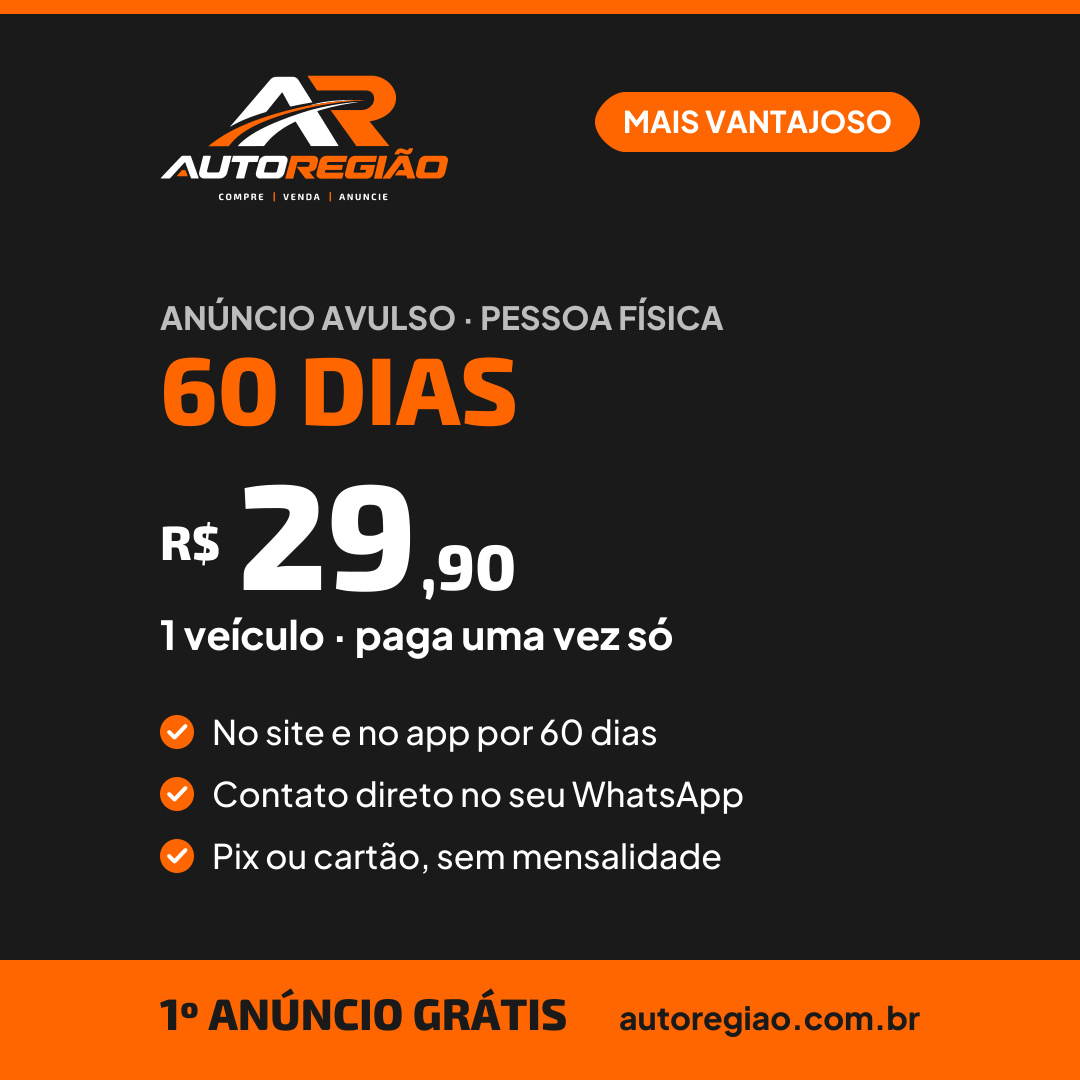 AR
AUTOREGIÃO
COMPRE | VENDA | ANUNCIE
MAIS VANTAJOSO
ANÚNCIO AVULSO · PESSOA FÍSICA
60 DIAS
R$ 29,90
1 veículo · paga uma vez só
No site e no app por 60 dias
Contato direto no seu WhatsApp
Pix ou cartão, sem mensalidade
1º ANÚNCIO GRÁTIS
autoregiao.com.br